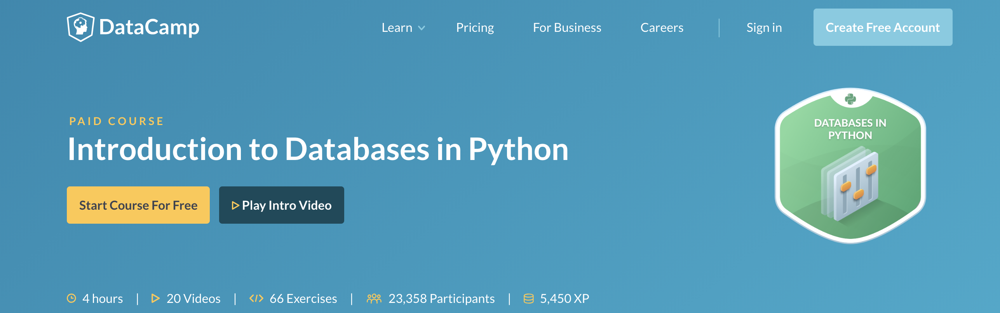 DataCamp
Learn Pricing For Business Careers Sign in Create Free Account
PAID COURSE
Introduction to Databases in Python
Start Course For Free Play Intro Video
DATABASES IN
PYTHON
4 hours | 20 Videos | 66 Exercises | 23,358 Participants | 5,450 XP